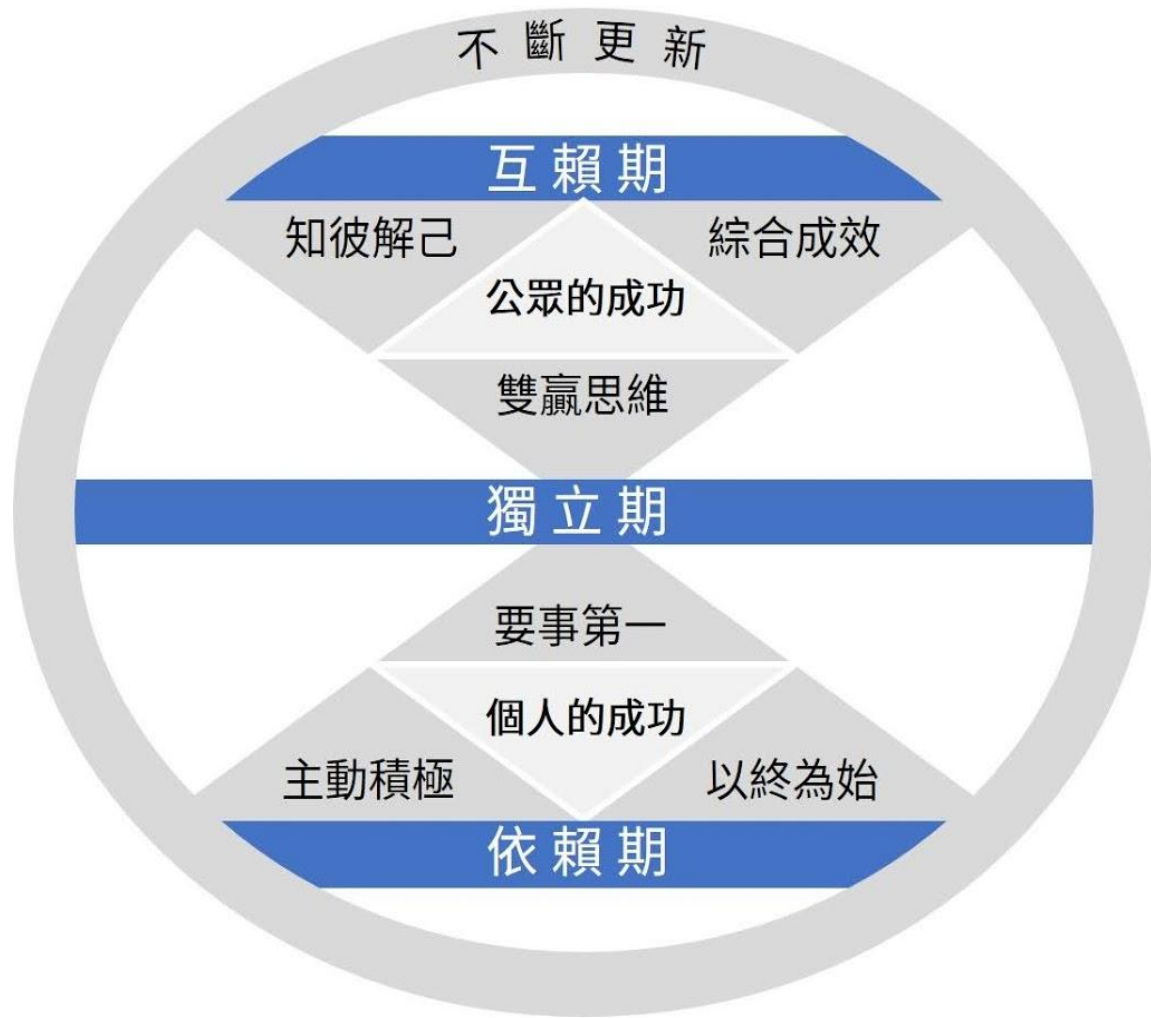 不斷更新
互賴期
知彼解己 綜合成效
公眾的成功
雙贏思維
獨立期
要事第一
個人的成功
主動積極 以終為始
依賴期